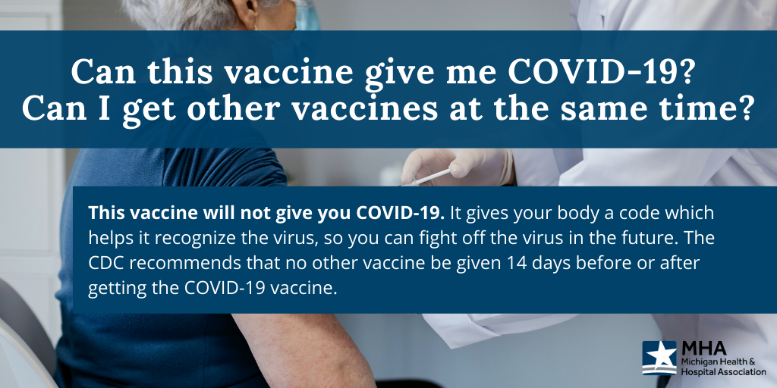 Can this vaccine give me COVID-19?
Can I get other vaccines at the same time?
This vaccine will not give you COVID-19. It gives your body a code which
helps it recognize the virus, so you can fight off the virus in the future. The
CDC recommends that no other vaccine be given 14 days before or after
getting the COVID-19 vaccine.
MHA
Michigan Health &
Hospital Association